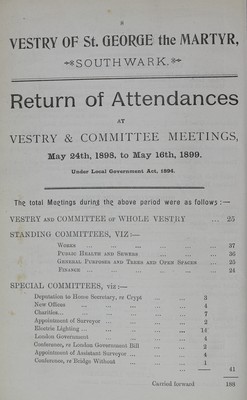 8
VESTRY OF St. GEORGE the MARTYR,
SOUTHWARK.
Return of Attendances
AT
VESTRY & COMMITTEE MEETINGS,
May 24th, 1898, to May 16th, 1899.
Under Local Government Act, 1894.
The total Meetings during the above period were as follows :—
VESTRY AND COMMITTEE OF WHOLE VESTRY ... 25
STANDING COMMITTEES, VIZ :—
WORKS ... ... ... ... ... ... 37
PUBLIC HEALTH AND SEWERS ... ... ... 36
GENERAL PURPOSES AND TREES AND OPEN SPACES ... 25
FINANCE ... ... ... ... ... ... 24
SPECIAL COMMITTEES, viz :—
Deputation to Home Secretary, re Crypt ... 3
New Offices ... ... ... ... 4
Charities... ... ... ... ... 7
Appointment of Surveyor ... ... ... 2
Electric Lighting ... ... ... ... 14
London Government ... ... ... 4
Conference, re London Government Bill ... 2
Appointment of Assistant Surveyor ... ... 4
Conference, re Bridge Without ... ... 1
41
Carried forward 188